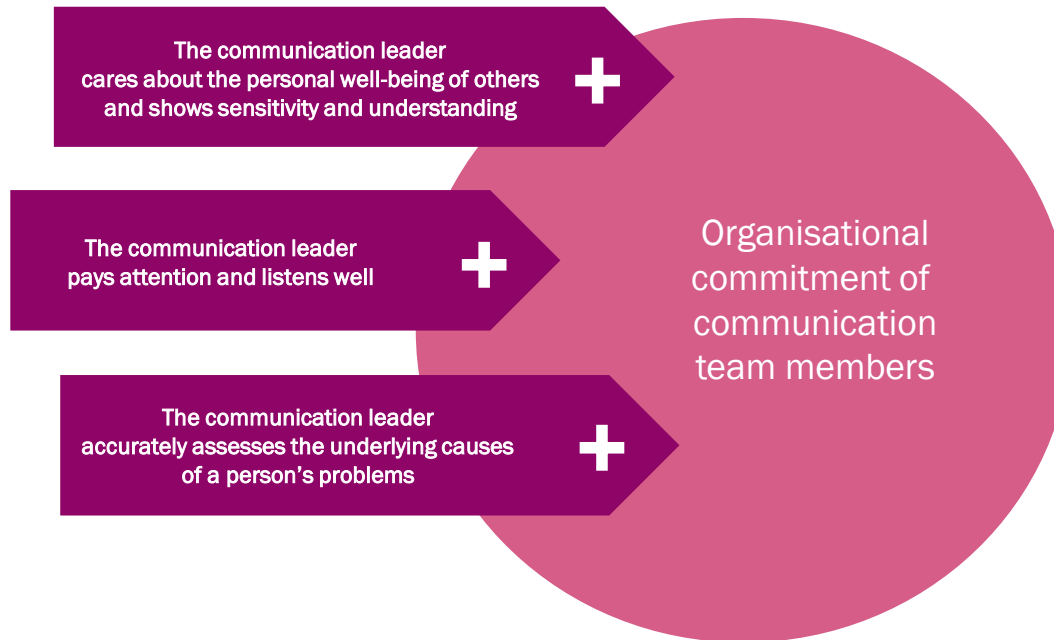 The communication leader
cares about the personal well-being of others
and shows sensitivity and understanding
+
The communication leader
pays attention and listens well
+
The communication leader
accurately assesses the underlying causes
of a person’s problems
+
Organisational
commitment of
communication
team members